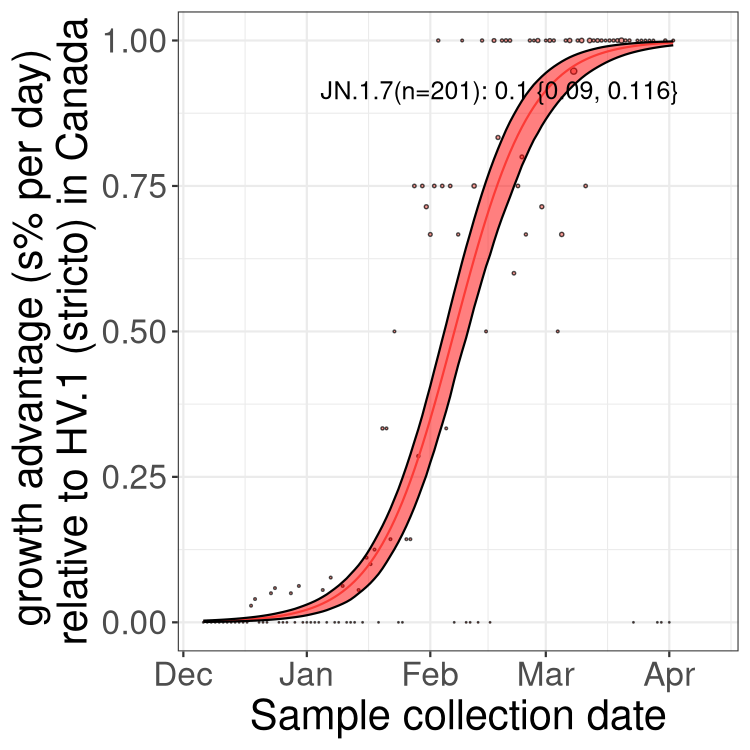 growth advantage (s% per day)
relative to HV.1 (stricto) in Canada
1.00
0.75
0.50
0.25
0.00
JN.1.7(n=201): 0.1 {0.09, 0.116}
Dec Jan Feb Mar Apr
Sample collection date